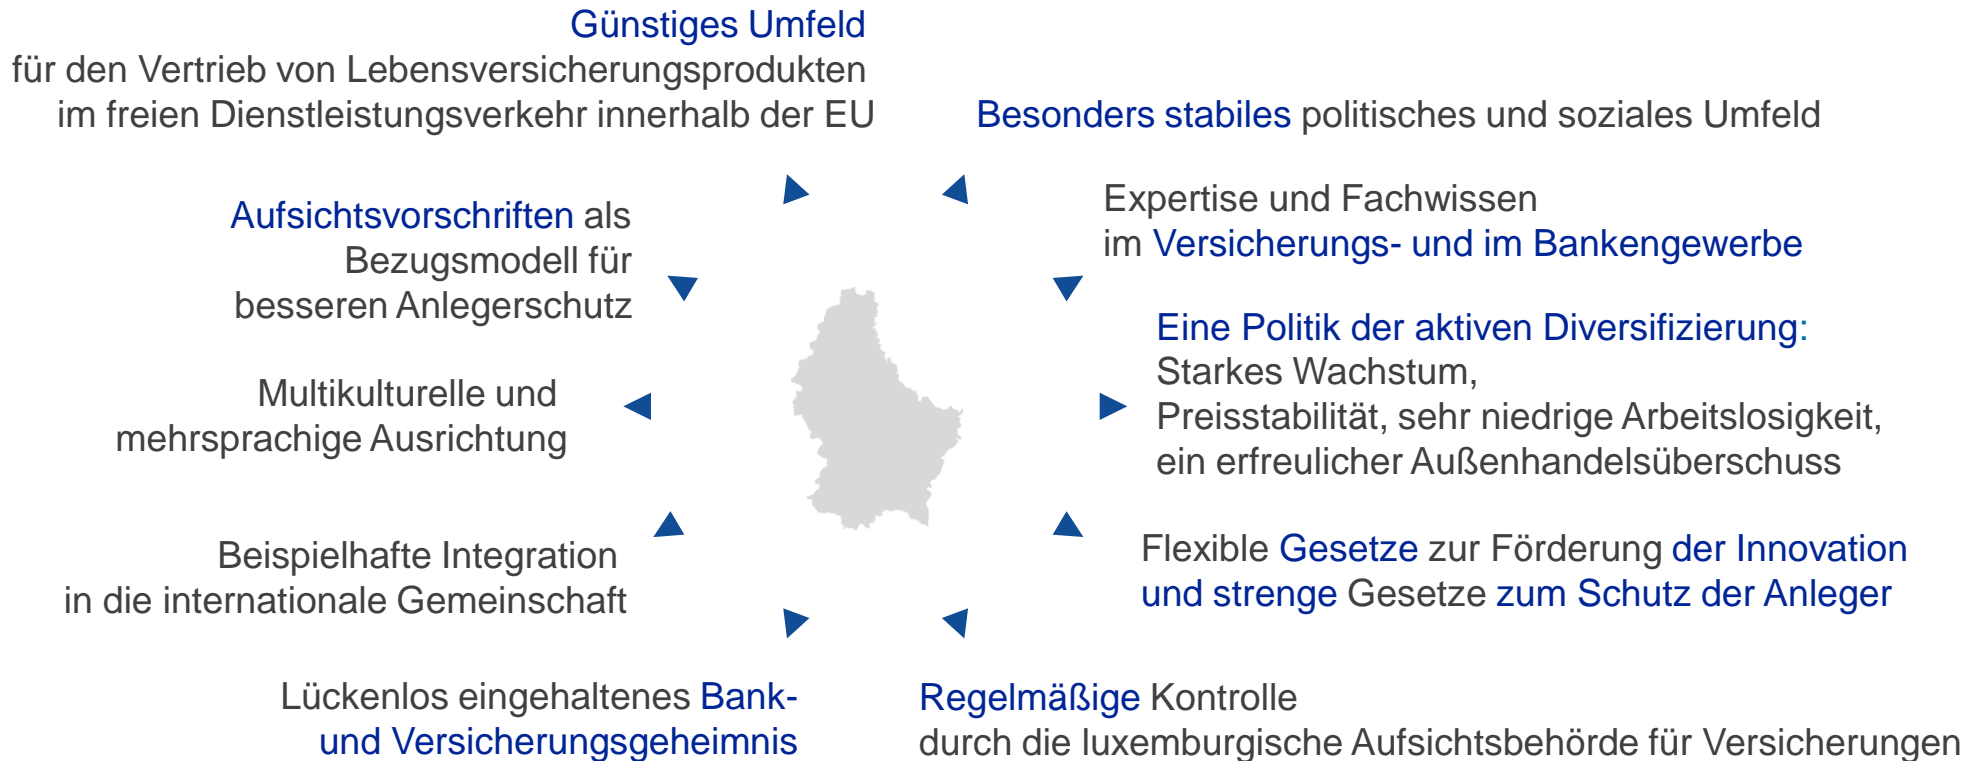 Günstiges Umfeld
für den Vertrieb von Lebensversicherungsprodukten
im freien Dienstleistungsverkehr innerhalb der EU
Besonders stabiles politisches und soziales Umfeld
Aufsichtsvorschriften als
Bezugsmodell für
besseren Anlegerschutz
Expertise und Fachwissen
im Versicherungs- und im Bankengewerbe
Multikulturelle und
mehrsprachige Ausrichtung
Eine Politik der aktiven Diversifizierung:
Starkes Wachstum,
Preisstabilität, sehr niedrige Arbeitslosigkeit,
ein erfreulicher Außenhandelsüberschuss
Beispielhafte Integration
in die internationale Gemeinschaft
Flexible Gesetze zur Förderung der Innovation
und strenge Gesetze zum Schutz der Anleger
Lückenlos eingehaltenes Bank-
und Versicherungsgeheimnis
Regelmäßige Kontrolle
durch die luxemburgische Aufsichtsbehörde für Versicherungen